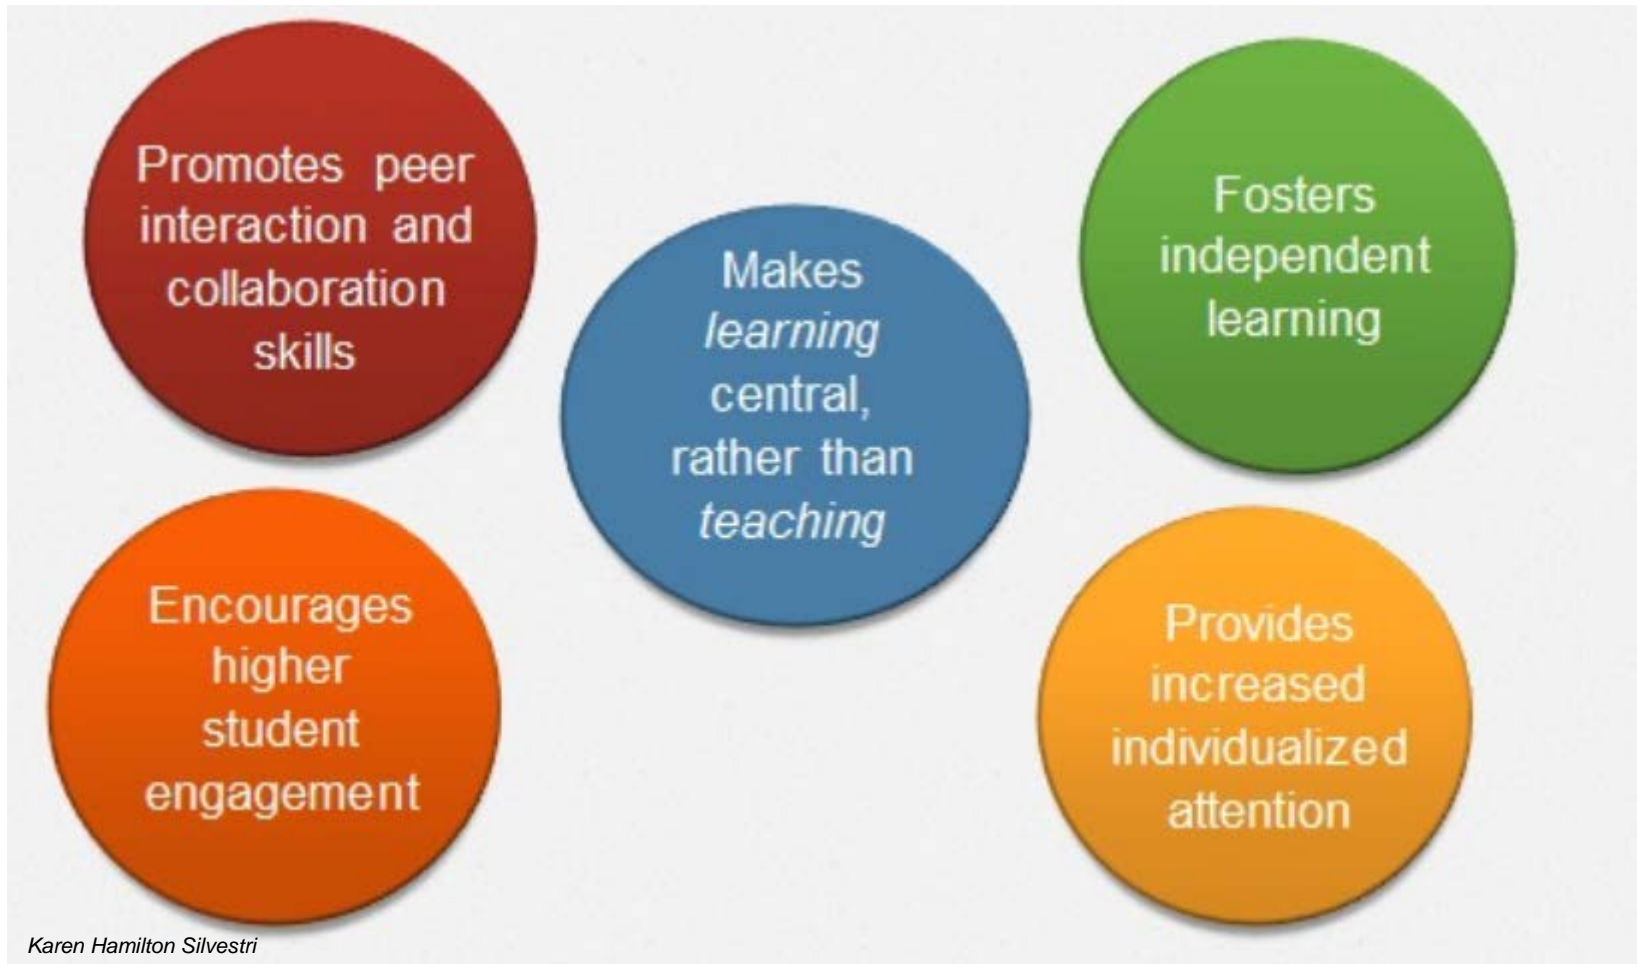 Promotes peer
interaction and
collaboration
skills
Makes
learning
central,
rather than
teaching
Fosters
independent
learning
Encourages
higher
student
engagement
Provides
increased
individualized
attention
Karen Hamilton Silvestri